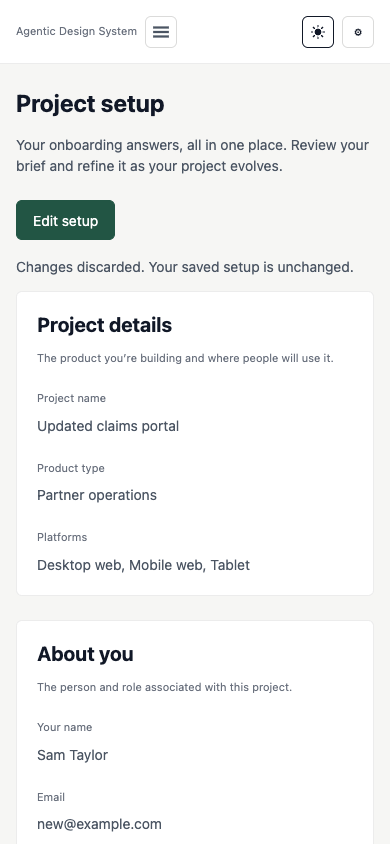 Agentic Design System
Project setup
Your onboarding answers, all in one place. Review your
brief and refine it as your project evolves.
Edit setup
Changes discarded. Your saved setup is unchanged.
Project details
The product you’re building and where people will use it.
Project name
Updated claims portal
Product type
Partner operations
Platforms
Desktop web, Mobile web, Tablet
About you
The person and role associated with this project.
Your name
Sam Taylor
Email
new@example.com